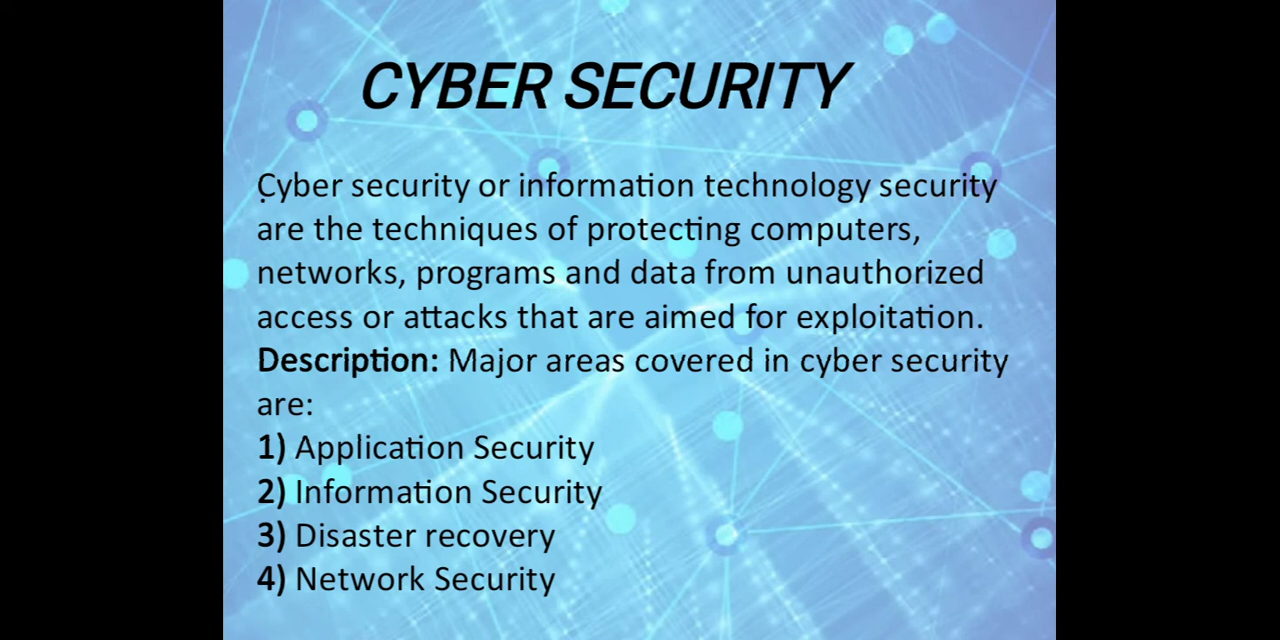 CYBER SECURITY
Cyber security or information technology security
are the techniques of protecting computers,
networks, programs and data from unauthorized
access or attacks that are aimed for exploitation.
Description: Major areas covered in cyber security
are:
1) Application Security
2) Information Security
3) Disaster recovery
4) Network Security